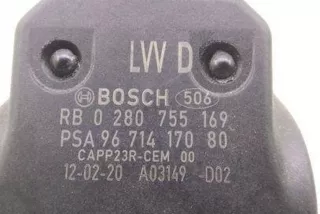 LW D
BOSCH 506
RB 0 280 755 169
PSA 96 714 170 80
CAPP23R-CEM 00
12-02-20 A03149 -D02